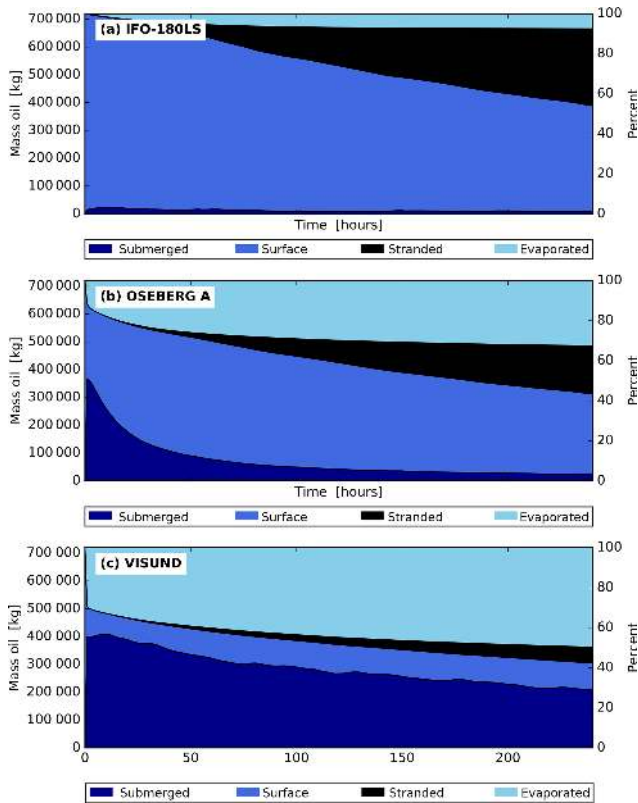 (a) IFO-180LS
700 000
600 000
500 000
400 000
300 000
200 000
100 000
0
Mass oil [kg]
100
80
60
40
20
0
Percent
Time [hours]
Submerged Surface Stranded Evaporated
(b) OSEBERG A
700 000
600 000
500 000
400 000
300 000
200 000
100 000
0
Mass oil [kg]
100
80
60
40
20
0
Percent
Time [hours]
Submerged Surface Stranded Evaporated
(c) VISUND
700 000
600 000
500 000
400 000
300 000
200 000
100 000
0
Mass oil [kg]
100
80
60
40
20
0
Percent
0 50 100 150 200
Submerged Surface Stranded Evaporated